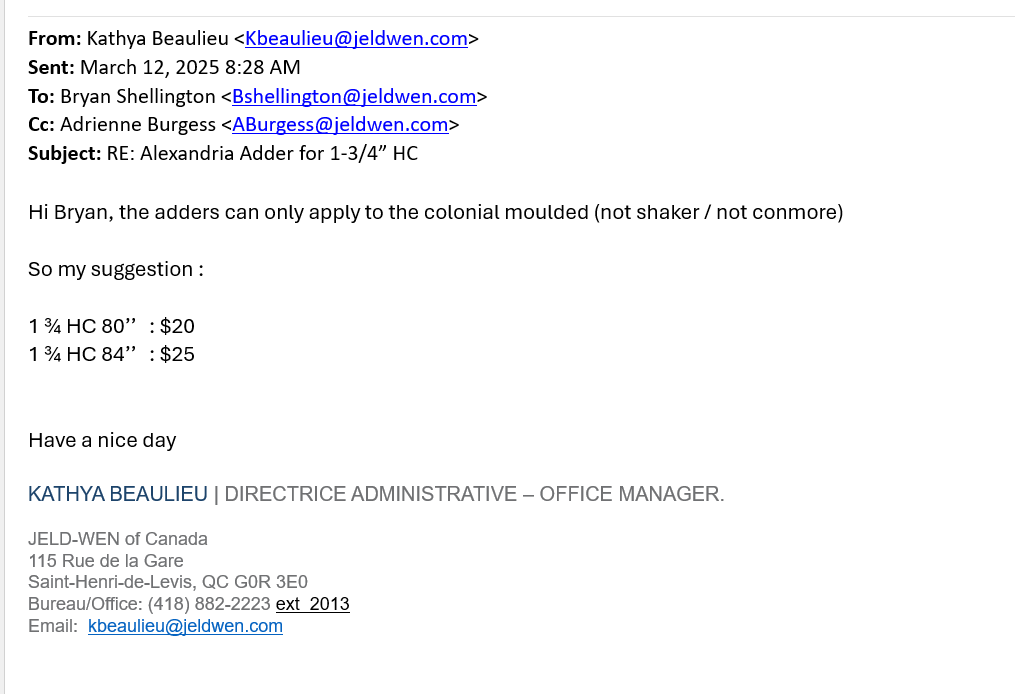 From: Kathya Beaulieu <Kbeaulieu@jeldwen.com>
Sent: March 12, 2025 8:28 AM
To: Bryan Shellington <Bshellington@jeldwen.com>
Cc: Adrienne Burgess <ABurgess@jeldwen.com>
Subject: RE: Alexandria Adder for 1-3/4” HC
Hi Bryan, the adders can only apply to the colonial moulded (not shaker / not conmore)
So my suggestion :
1 ¾ HC 80’’  : $20
1 ¾ HC 84’’  : $25
Have a nice day
KATHYA BEAULIEU | DIRECTRICE ADMINISTRATIVE – OFFICE MANAGER.
JELD-WEN of Canada
115 Rue de la Gare
Saint-Henri-de-Levis, QC G0R 3E0
Bureau/Office: (418) 882-2223 ext  2013
Email:  kbeaulieu@jeldwen.com